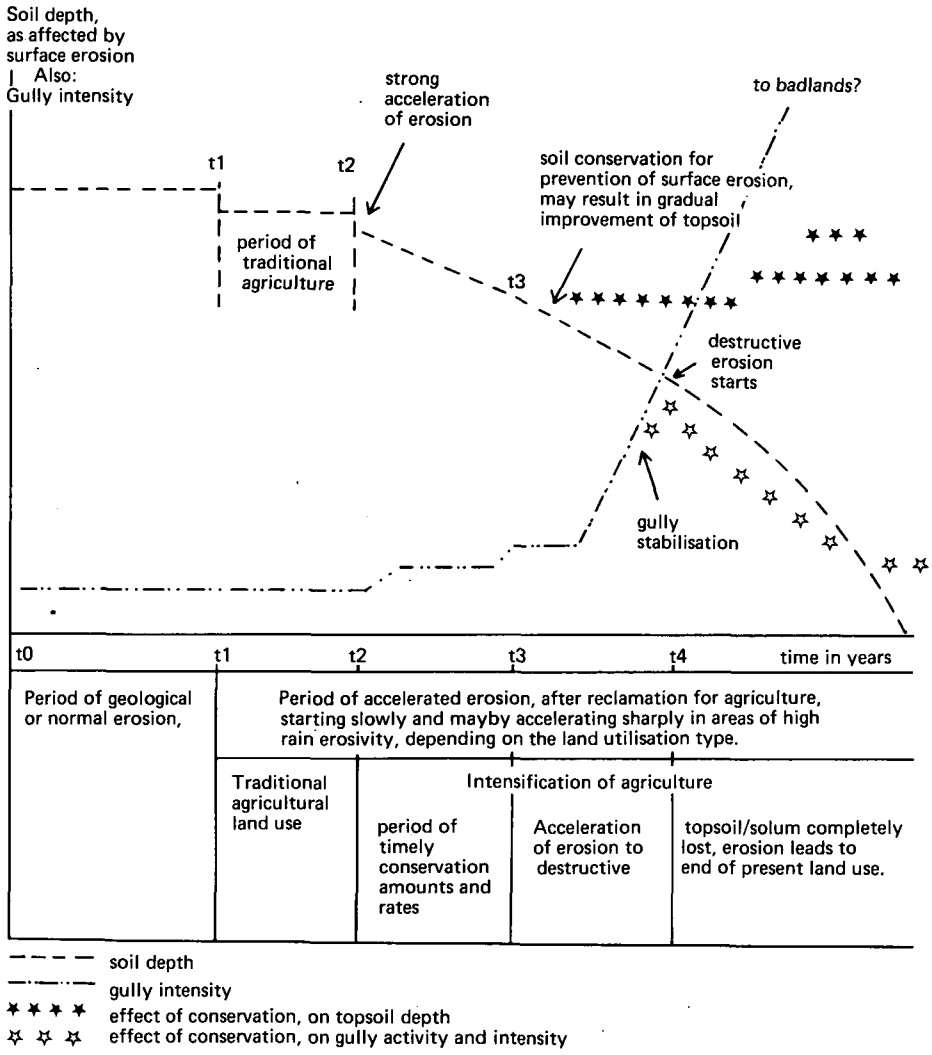 Soil depth,
as affected by
surface erosion
| Also:
Gully intensity
strong
acceleration
of erosion
to badlands?
t1
t2
soil conservation for
prevention of surface erosion,
may result in gradual
improvement of topsoil
period of
traditional
agriculture
t3
destructive
erosion
starts
gully
stabilisation
t0 t1 t2 t3 t4 time in years
Period of geological
or normal erosion,
Period of accelerated erosion, after reclamation for agriculture,
starting slowly and mayby accelerating sharply in areas of high
rain erosivity, depending on the land utilisation type.
Traditional
agricultural
land use
Intensification of agriculture
period of
timely
conservation
amounts and
rates
Acceleration
of erosion to
destructive
topsoil/solum completely
lost, erosion leads to
end of present land use.
soil depth
gully intensity
effect of conservation, on topsoil depth
effect of conservation, on gully activity and intensity